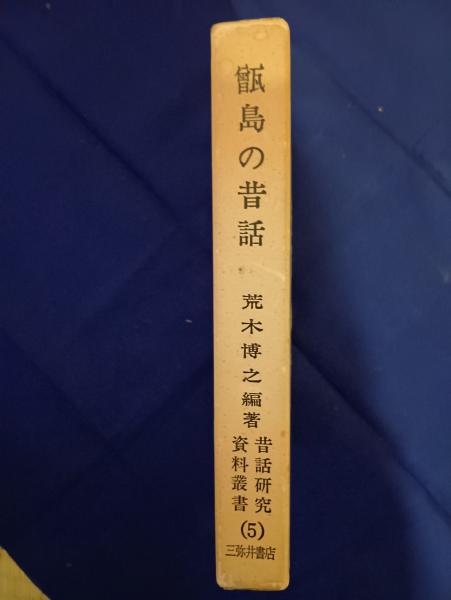 甑島の昔話
荒木博之編著
昔話研究
資料叢書
(5)
三弥井書店